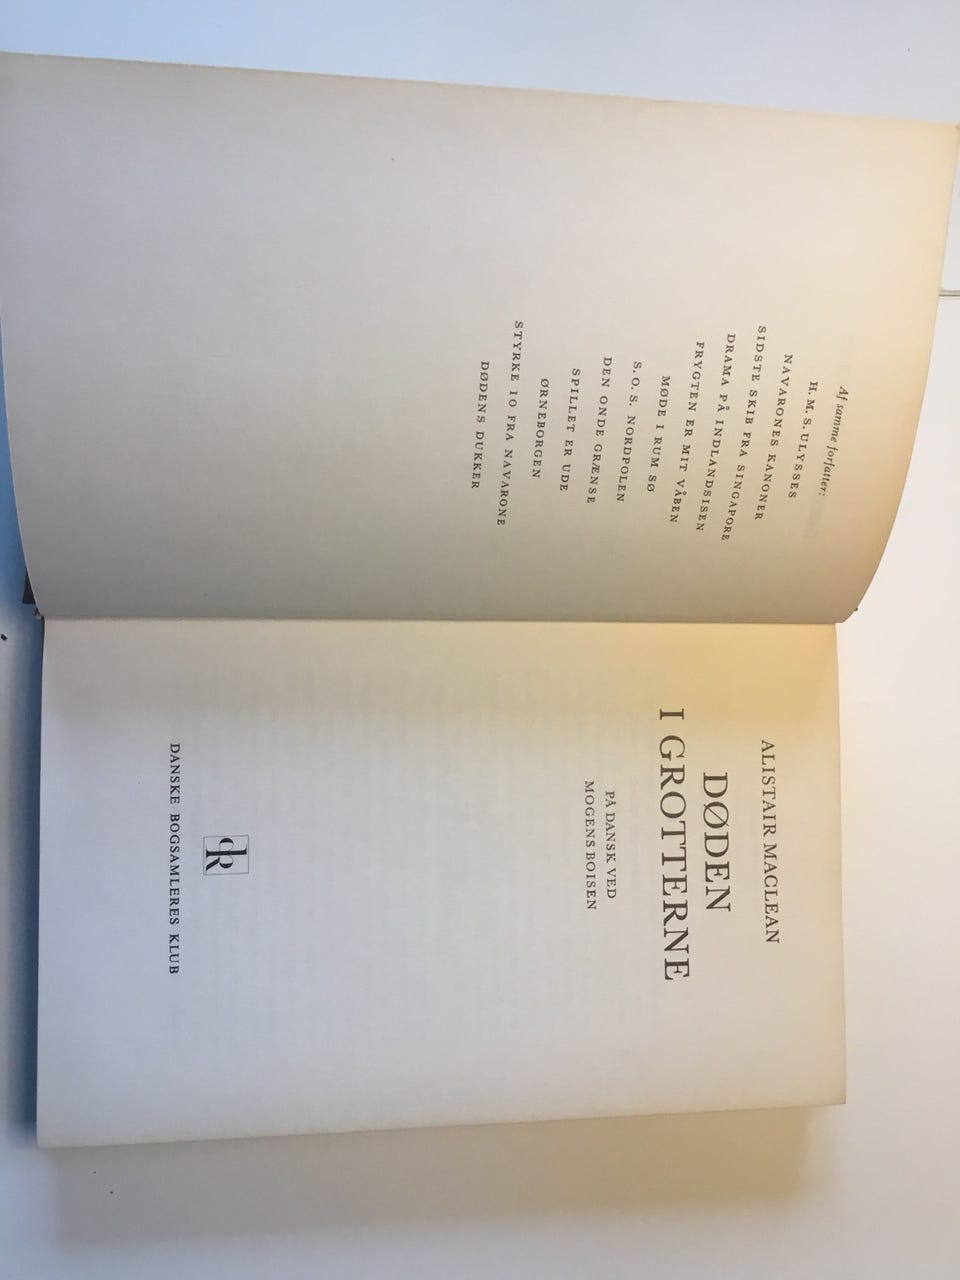 Af samme forfatter:
H. M. S. ULYSSES
NAVARONES KANONER
SIDSTE SKIB FRA SINGAPORE
DRAMA PÅ INDLANDSISEN
FRYGTEN ER MIT VÅBEN
MØDE I RUM SØ
S. O. S. NORDPOLEN
DEN ONDE GRÆNSE
SPILLET ER UDE
ØRNEBORGEN
STYRKE 10 FRA NAVARONE
DØDENS DUKKER
ALISTAIR MACLEAN
DØDEN
I GROTTERNE
PÅ DANSK VED
MOGENS BOISEN
dk
DANSKE BOGSAMLERES KLUB